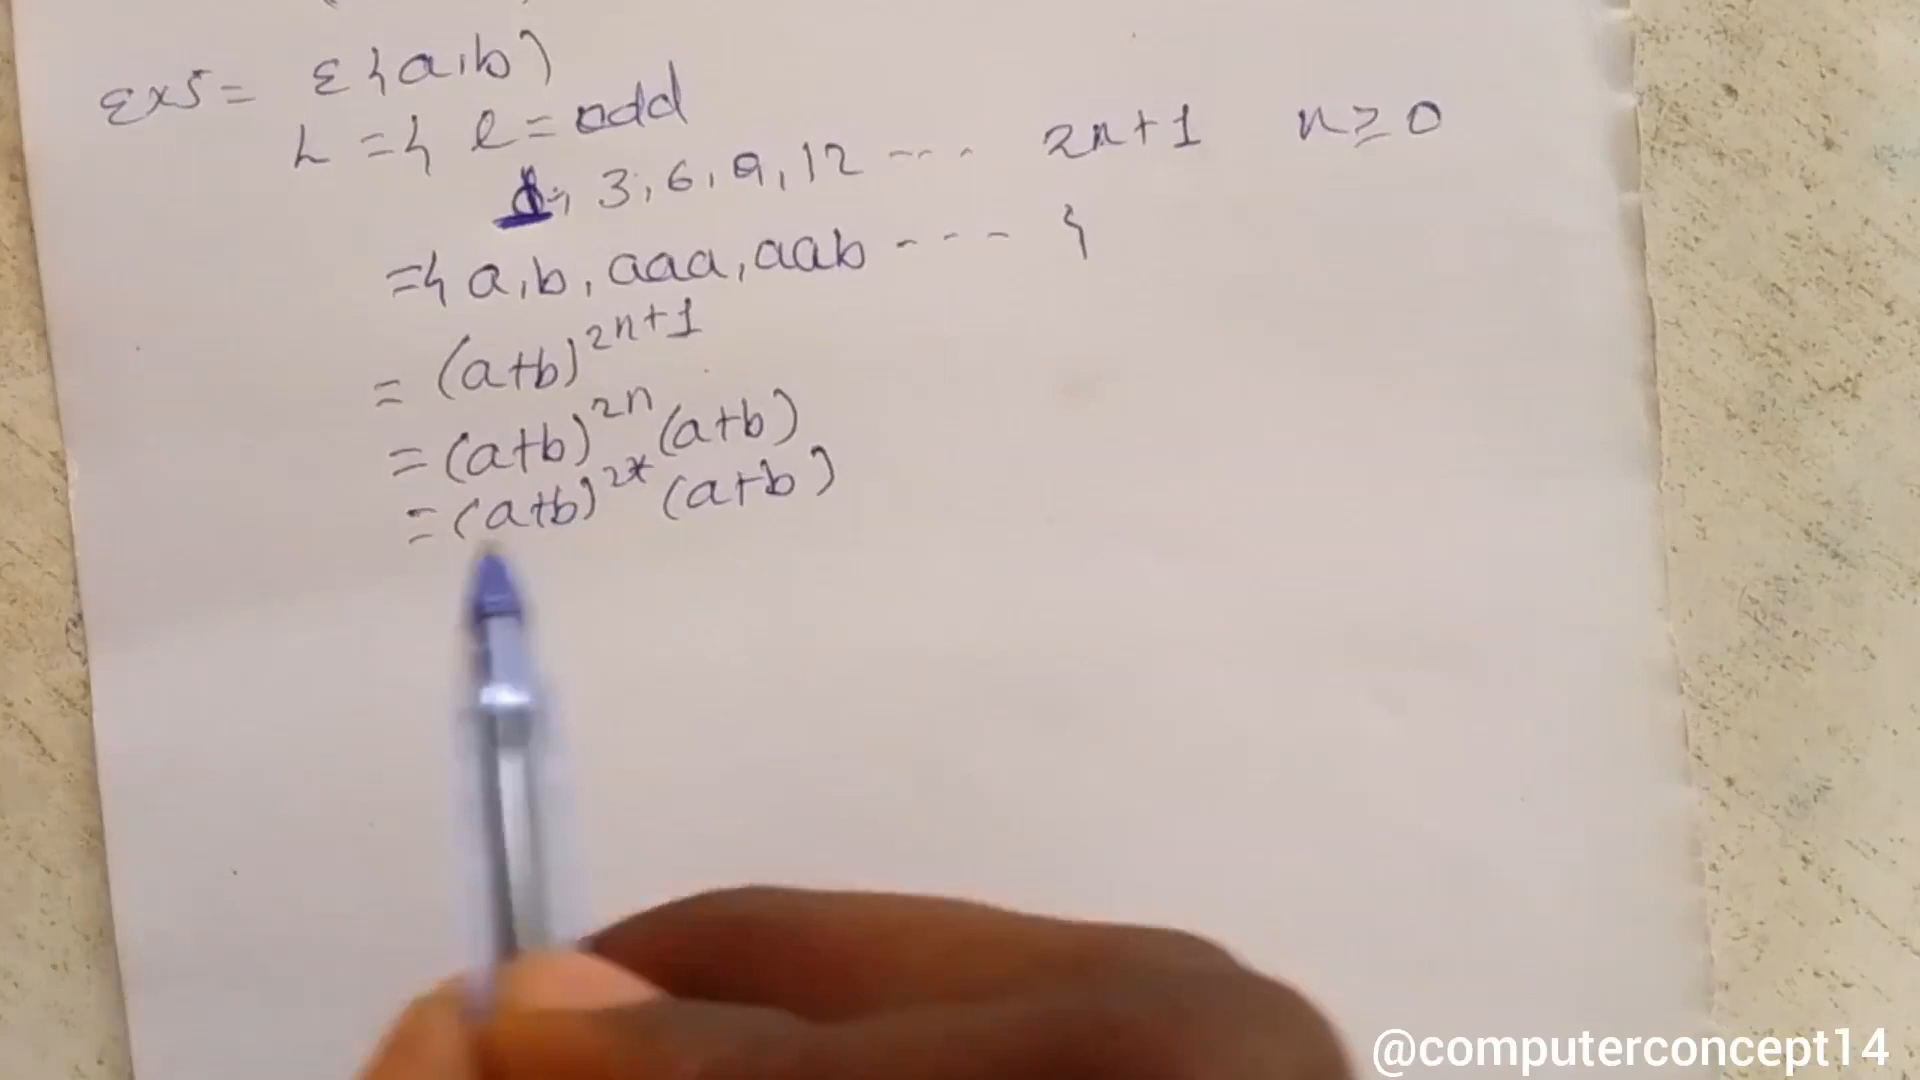 Ex5 = Σ{a,b}
L = { l = odd
1, 3, 6, 9, 12 --- 2n+1 n≥0
={ a, b, aaa, aab ---- }
= (a+b)^2n+1
= (a+b)^2n (a+b)
= (a+b)^2* (a+b)
@computerconcept14